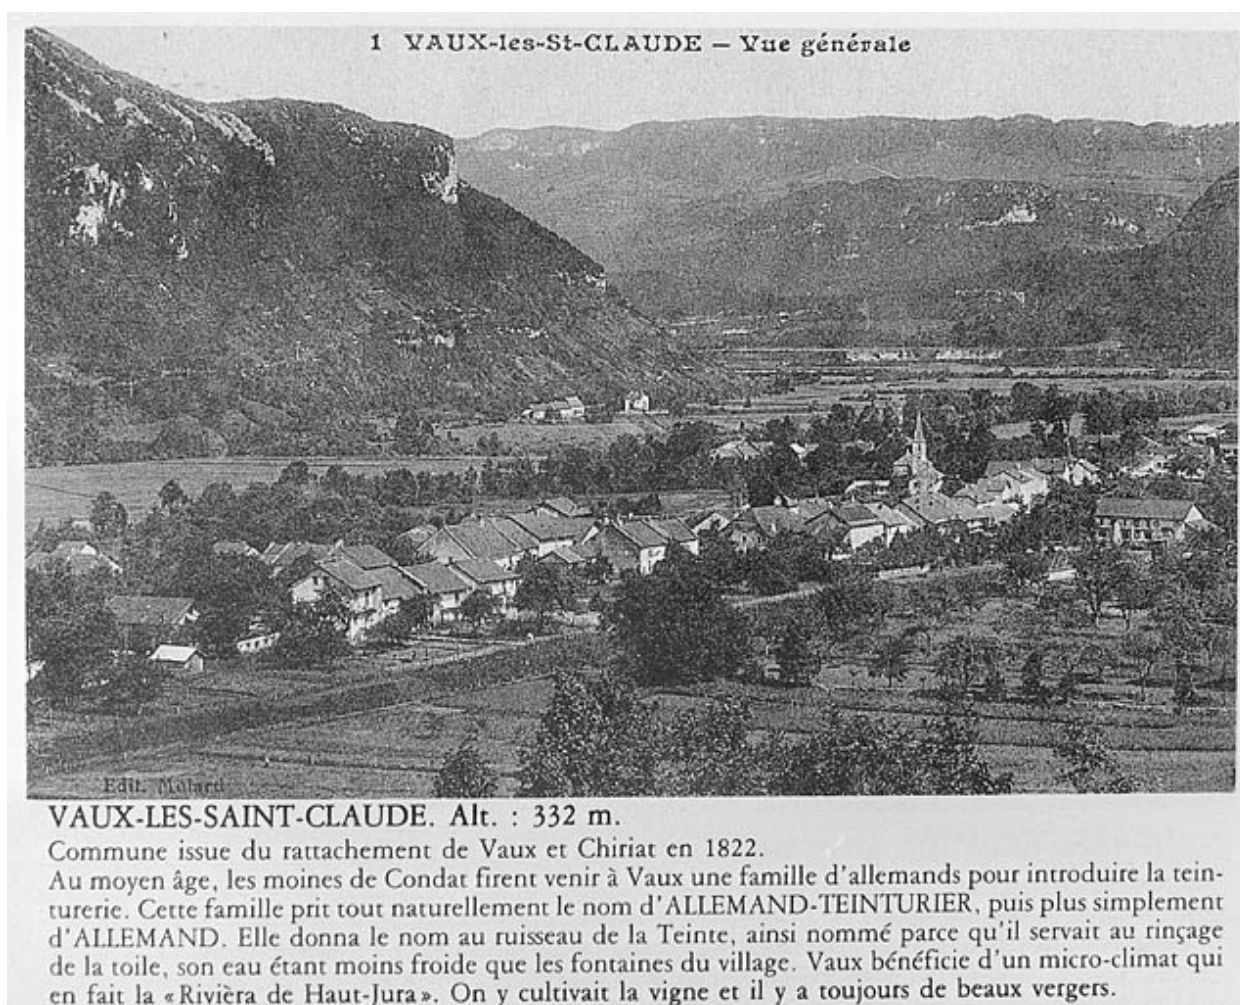 1 VAUX-les-St-CLAUDE – Vue générale
Edit. Molard
VAUX-LES-SAINT-CLAUDE. Alt. : 332 m.
Commune issue du rattachement de Vaux et Chiriat en 1822.
Au moyen âge, les moines de Condat firent venir à Vaux une famille d'allemands pour introduire la tein-
turerie. Cette famille prit tout naturellement le nom d'ALLEMAND-TEINTURIER, puis plus simplement
d'ALLEMAND. Elle donna le nom au ruisseau de la Teinte, ainsi nommé parce qu'il servait au rinçage
de la toile, son eau étant moins froide que les fontaines du village. Vaux bénéficie d'un micro-climat qui
en fait la «Rivièra de Haut-Jura». On y cultivait la vigne et il y a toujours de beaux vergers.